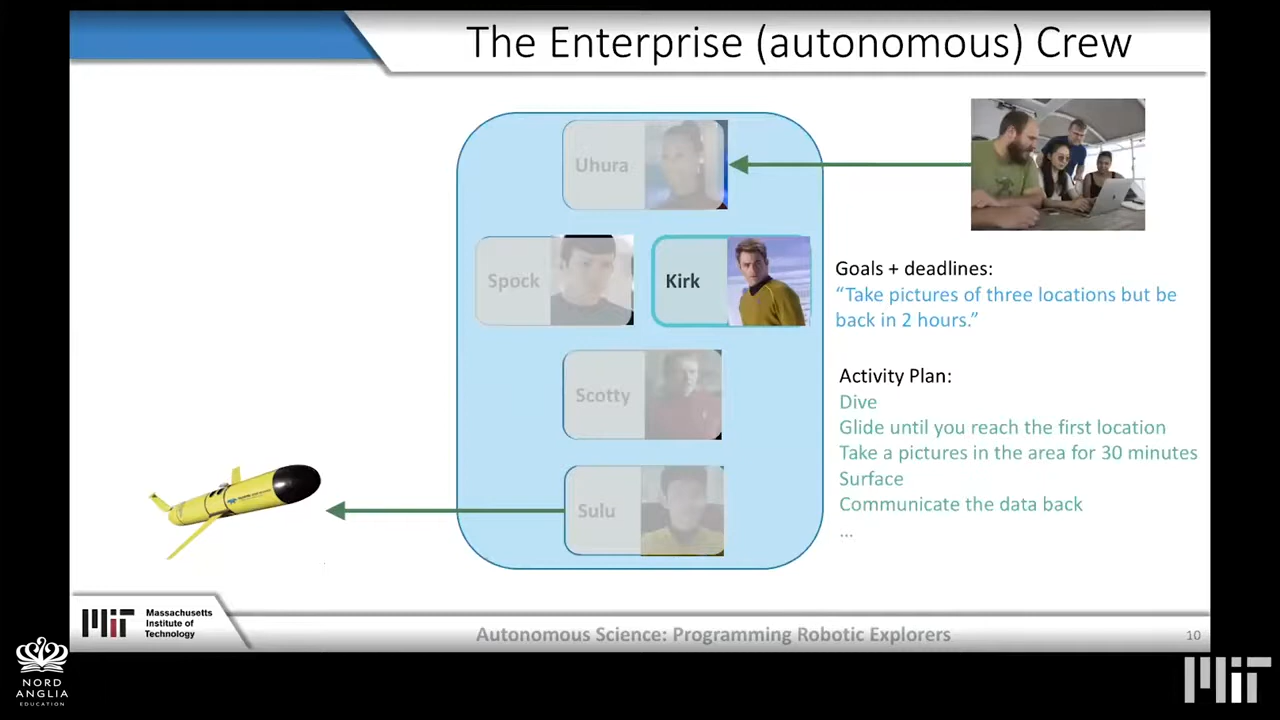 The Enterprise (autonomous) Crew
Uhura
Spock
Kirk
Scotty
Sulu
Goals + deadlines:
“Take pictures of three locations but be
back in 2 hours.”
Activity Plan:
Dive
Glide until you reach the first location
Take a pictures in the area for 30 minutes
Surface
Communicate the data back
...
MIT
Massachusetts
Institute of
Technology
Autonomous Science: Programming Robotic Explorers
10
NORD
ANGLIA
EDUCATION
MIT